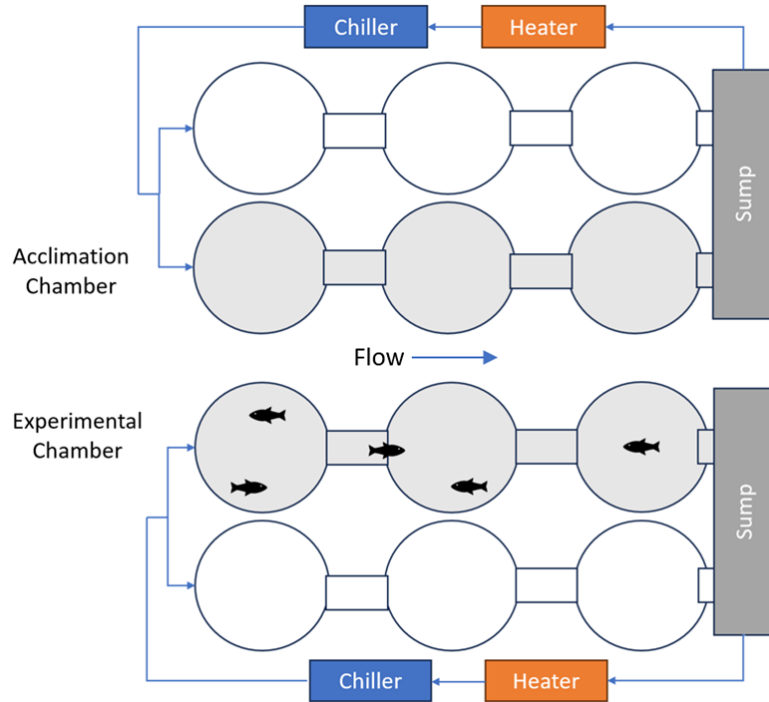 Chiller
Heater
Sump
Acclimation
Chamber
Flow
Experimental
Chamber
Sump
Chiller
Heater